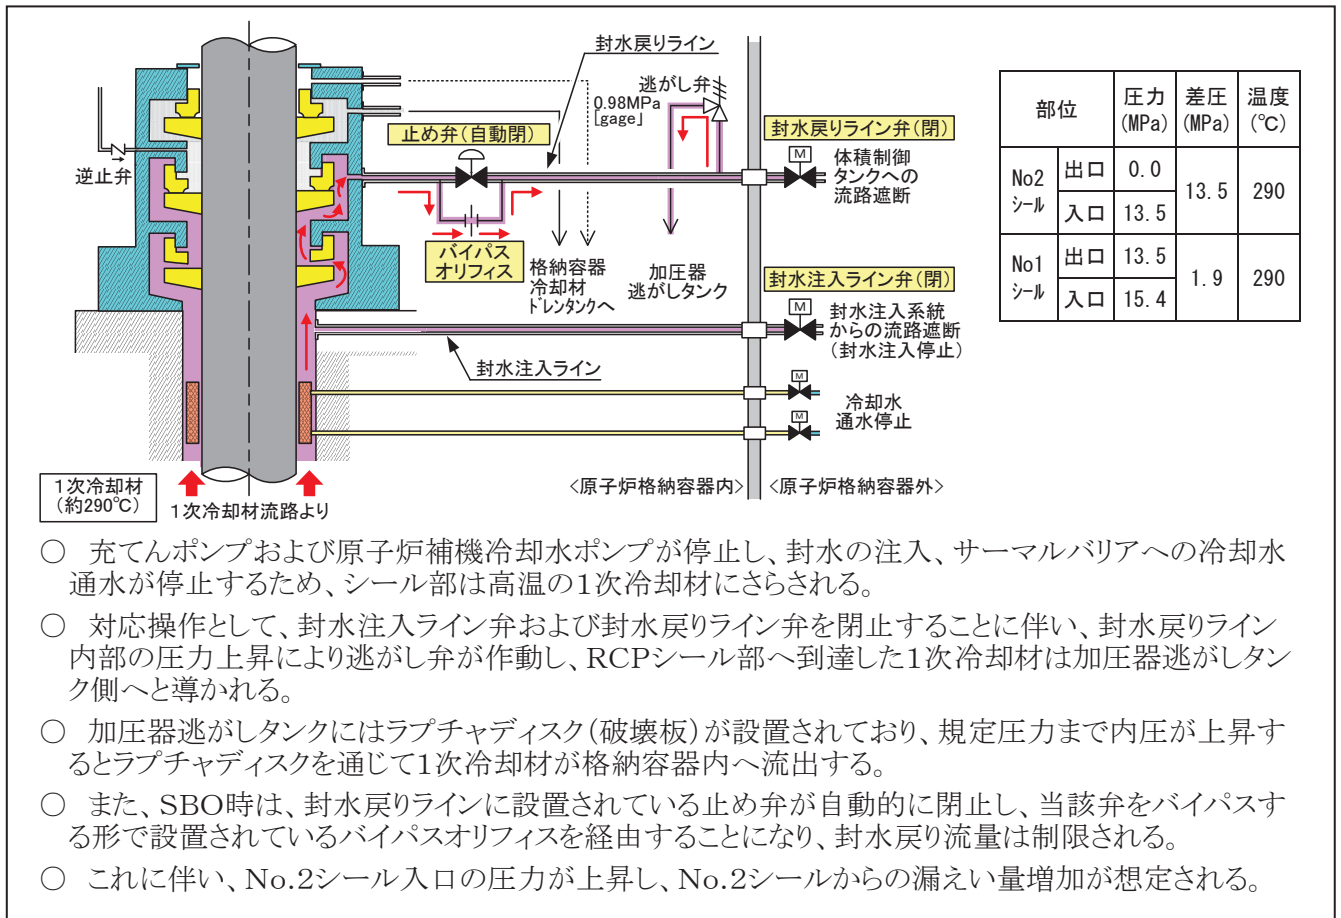 封水戻りライン
逃がし弁
0.98MPa
[gage」
止め弁(自動閉)
封水戻りライン弁(閉)
M
体積制御
タンクへの
流路遮断
逆止弁
バイパス
オリフィス
格納容器
冷却材
ドレンタンクへ
加圧器
逃がしタンク
封水注入ライン弁(閉)
M
封水注入系統
からの流路遮断
(封水注入停止)
封水注入ライン
M
冷却水
通水停止
M
1次冷却材
(約290℃)
1次冷却材流路より
<原子炉格納容器内>
<原子炉格納容器外>
部位 圧力(MPa) 差圧(MPa) 温度(℃)
No2シール 出口 0.0 13.5 290
入口 13.5
No1シール 出口 13.5 1.9 290
入口 15.4
○ 充てんポンプおよび原子炉補機冷却水ポンプが停止し、封水の注入、サーマルバリアへの冷却水
通水が停止するため、シール部は高温の1次冷却材にさらされる。
○ 対応操作として、封水注入ライン弁および封水戻りライン弁を閉止することに伴い、封水戻りライン
内部の圧力上昇により逃がし弁が作動し、RCPシール部へ到達した1次冷却材は加圧器逃がしタン
ク側へと導かれる。
○ 加圧器逃がしタンクにはラプチャディスク(破壊板)が設置されており、規定圧力まで内圧が上昇す
るとラプチャディスクを通じて1次冷却材が格納容器内へ流出する。
○ また、SBO時は、封水戻りラインに設置されている止め弁が自動的に閉止し、当該弁をバイパスす
る形で設置されているバイパスオリフィスを経由することになり、封水戻り流量は制限される。
○ これに伴い、No.2シール入口の圧力が上昇し、No.2シールからの漏えい量増加が想定される。